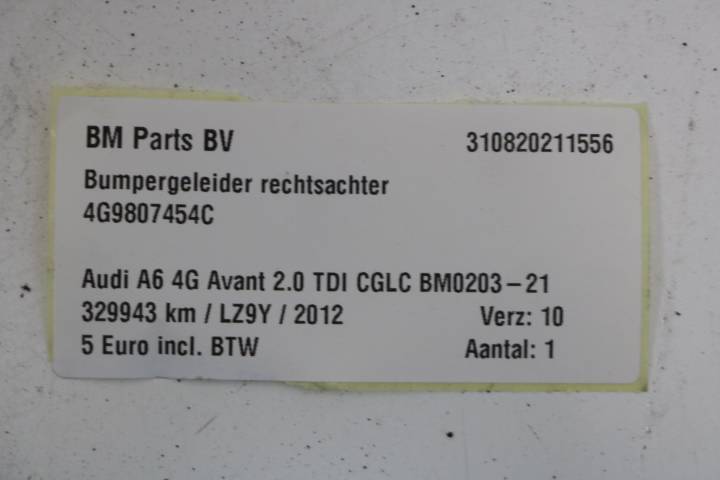 BM Parts BV 310820211556
Bumpergeleider rechtsachter
4G9807454C
Audi A6 4G Avant 2.0 TDI CGLC BM0203-21
329943 km / LZ9Y / 2012 Verz: 10
5 Euro incl. BTW Aantal: 1